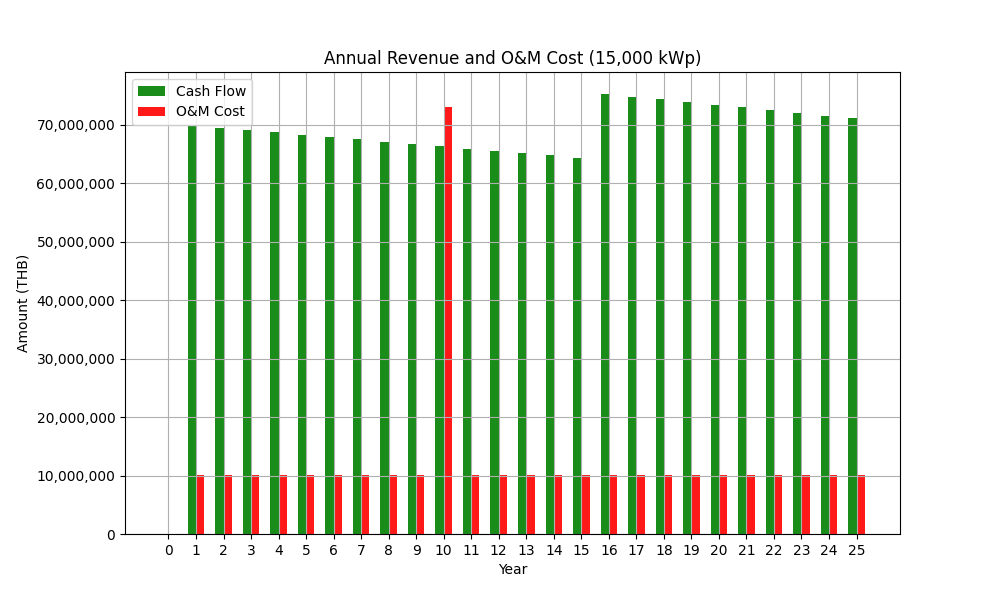 Annual Revenue and O&M Cost (15,000 kWp)
Cash Flow
O&M Cost
70,000,000
60,000,000
50,000,000
40,000,000
30,000,000
20,000,000
10,000,000
0
Amount (THB)
0 1 2 3 4 5 6 7 8 9 10 11 12 13 14 15 16 17 18 19 20 21 22 23 24 25
Year